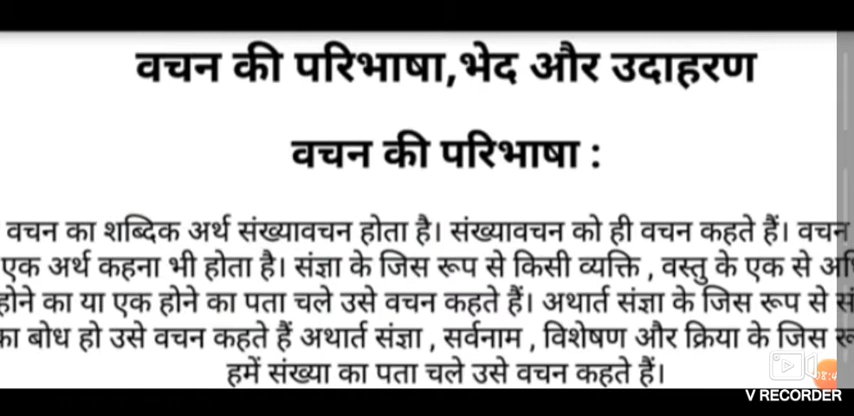 वचन की परिभाषा,भेद और उदाहरण
वचन की परिभाषा :
वचन का शब्दिक अर्थ संख्यावचन होता है। संख्यावचन को ही वचन कहते हैं। वचन
एक अर्थ कहना भी होता है। संज्ञा के जिस रूप से किसी व्यक्ति , वस्तु के एक से
होने का या एक होने का पता चले उसे वचन कहते हैं। अथार्त संज्ञा के जिस रूप से
का बोध हो उसे वचन कहते हैं अथार्त संज्ञा , सर्वनाम , विशेषण और क्रिया के जिस
हमें संख्या का पता चले उसे वचन कहते हैं।
V RECORDER